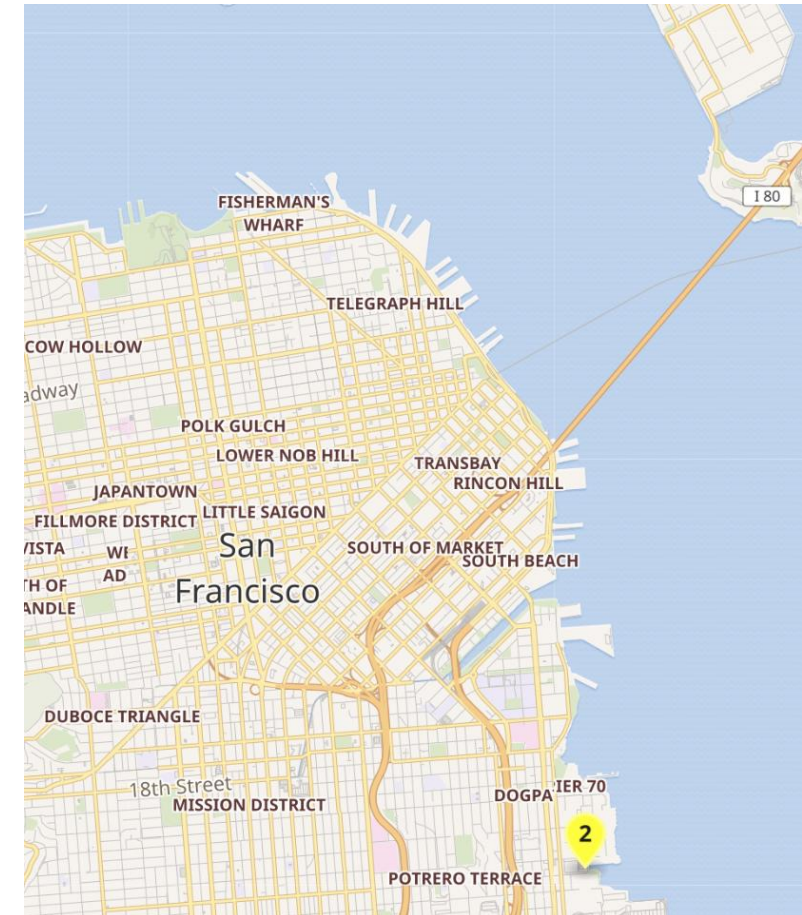 I 80
FISHERMAN'S
WHARF
TELEGRAPH HILL
COW HOLLOW
adway
POLK GULCH
LOWER NOB HILL
TRANSBAY
RINCON HILL
JAPANTOWN
LITTLE SAIGON
FILLMORE DISTRICT
VISTA
WE
AD
San
Francisco
SOUTH OF MARKET
SOUTH BEACH
TH OF
ANDLE
DUBOCE TRIANGLE
18th Street
MISSION DISTRICT
DOGPA
IER 70
2
POTRERO TERRACE